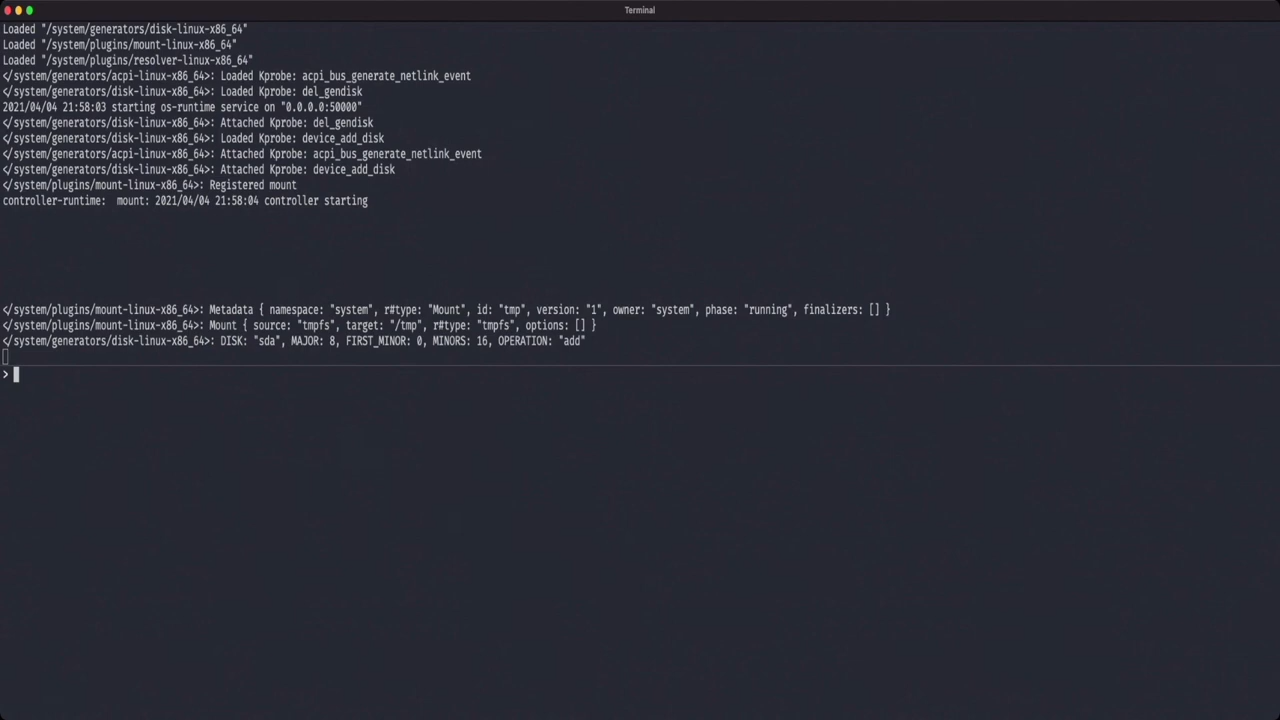 Terminal
Loaded "/system/generators/disk-linux-x86_64"
Loaded "/system/plugins/mount-linux-x86_64"
Loaded "/system/plugins/resolver-linux-x86_64"
</system/generators/acpi-linux-x86_64>: Loaded Kprobe: acpi_bus_generate_netlink_event
</system/generators/disk-linux-x86_64>: Loaded Kprobe: del_gendisk
2021/04/04 21:58:03 starting os-runtime service on "0.0.0.0:50000"
</system/generators/disk-linux-x86_64>: Attached Kprobe: del_gendisk
</system/generators/disk-linux-x86_64>: Loaded Kprobe: device_add_disk
</system/generators/acpi-linux-x86_64>: Attached Kprobe: acpi_bus_generate_netlink_event
</system/generators/disk-linux-x86_64>: Attached Kprobe: device_add_disk
</system/plugins/mount-linux-x86_64>: Registered mount
controller-runtime:  mount: 2021/04/04 21:58:04 controller starting
</system/plugins/mount-linux-x86_64>: Metadata { namespace: "system", r#type: "Mount", id: "tmp", version: "1", owner: "system", phase: "running", finalizers: [] }
</system/plugins/mount-linux-x86_64>: Mount { source: "tmpfs", target: "/tmp", r#type: "tmpfs", options: [] }
</system/generators/disk-linux-x86_64>: DISK: "sda", MAJOR: 8, FIRST_MINOR: 0, MINORS: 16, OPERATION: "add"
>